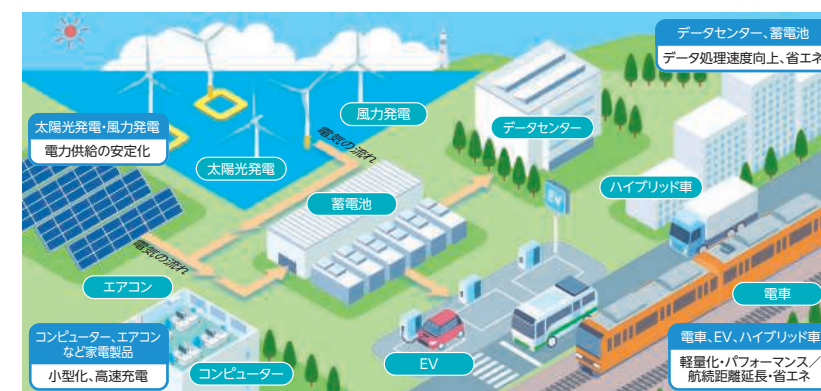 データセンター、蓄電池
データ処理速度向上、省エネ
太陽光発電・風力発電
電力供給の安定化
風力発電
電気の流れ
データセンター
太陽光発電
蓄電池
EV
ハイブリッド車
電気の流れ
エアコン
電車
コンピューター、エアコン
など家電製品
小型化、高速充電
コンピューター
EV
電車、EV、ハイブリッド車
軽量化・パフォーマンス／
航続距離延長・省エネ